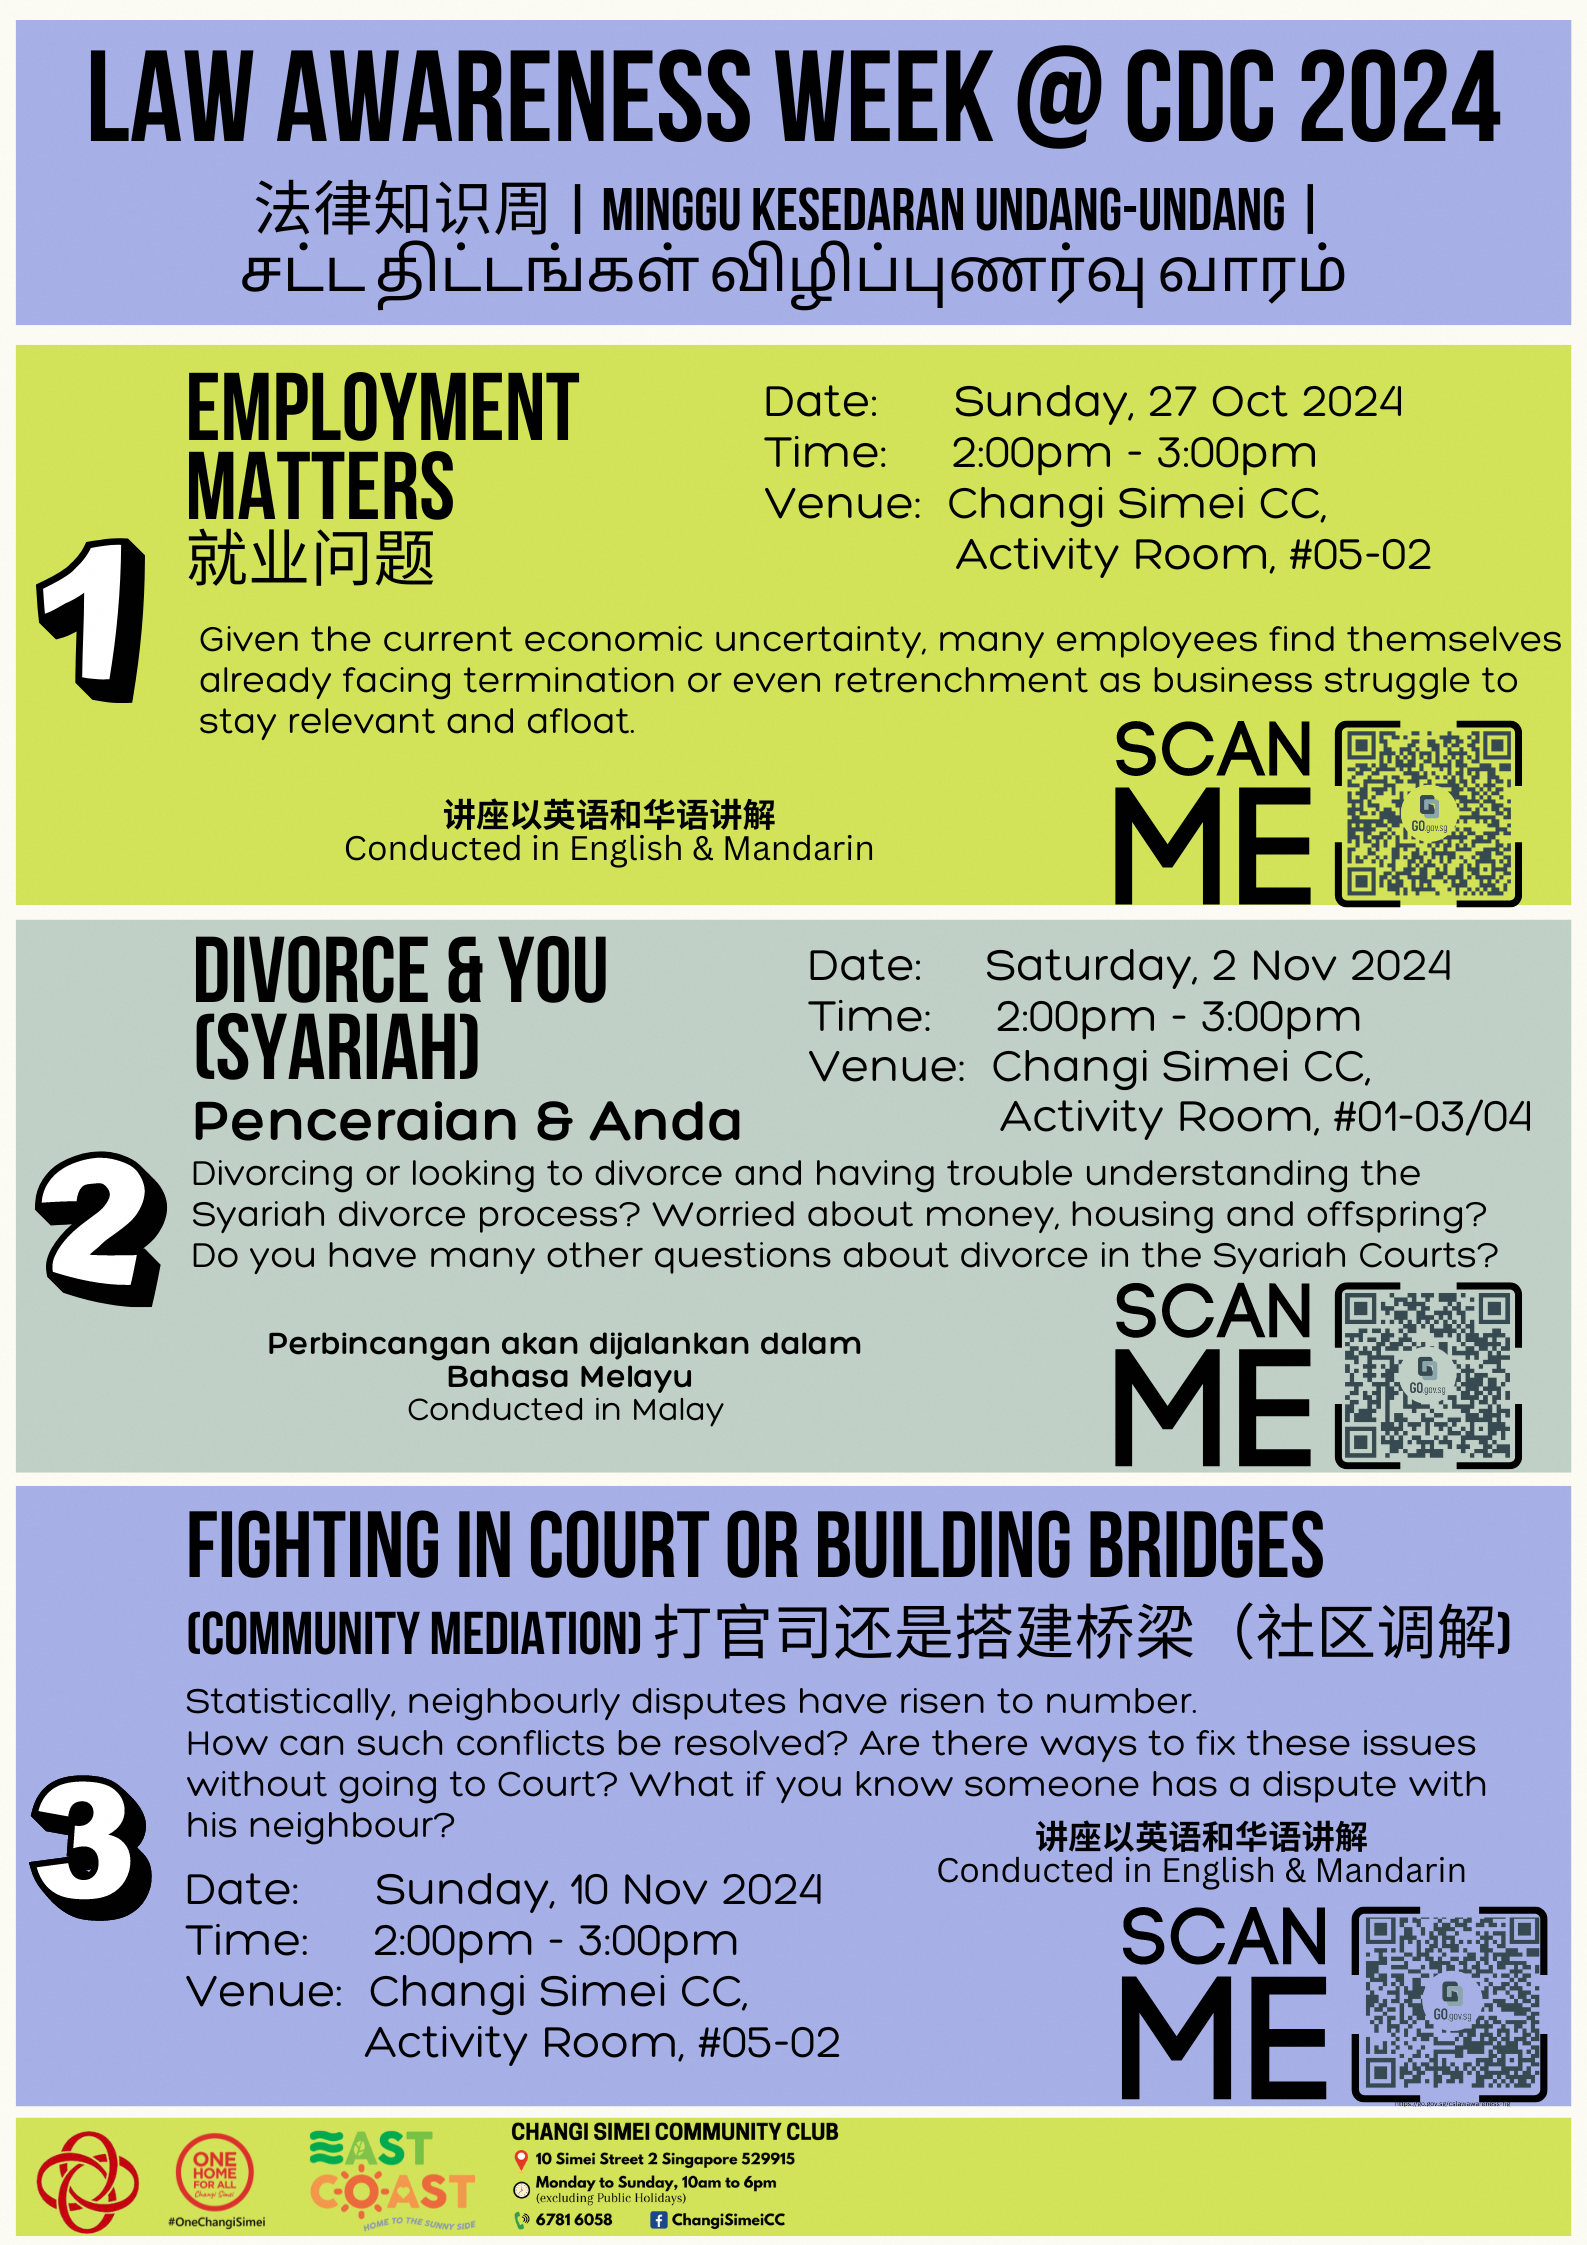 LAW AWARENESS WEEK @ CDC 2024
法律知识周 | MINGGU KESEDARAN UNDANG-UNDANG |
சட்ட திட்டங்கள் விழிப்புணர்வு வாரம்
1
EMPLOYMENT
MATTERS
就业问题
Date: Sunday, 27 Oct 2024
Time: 2:00pm - 3:00pm
Venue: Changi Simei CC,
Activity Room, #05-02
Given the current economic uncertainty, many employees find themselves
already facing termination or even retrenchment as business struggle to
stay relevant and afloat.
讲座以英语和华语讲解
Conducted in English & Mandarin
SCAN
ME
GO.gov.sg
2
DIVORCE & YOU
(SYARIAH)
Penceraian & Anda
Date: Saturday, 2 Nov 2024
Time: 2:00pm - 3:00pm
Venue: Changi Simei CC,
Activity Room, #01-03/04
Divorcing or looking to divorce and having trouble understanding the
Syariah divorce process? Worried about money, housing and offspring?
Do you have many other questions about divorce in the Syariah Courts?
Perbincangan akan dijalankan dalam
Bahasa Melayu
Conducted in Malay
SCAN
ME
GO.gov.sg
3
FIGHTING IN COURT OR BUILDING BRIDGES
(COMMUNITY MEDIATION) 打官司还是搭建桥梁（社区调解)
Statistically, neighbourly disputes have risen to number.
How can such conflicts be resolved? Are there ways to fix these issues
without going to Court? What if you know someone has a dispute with
his neighbour?
讲座以英语和华语讲解
Conducted in English & Mandarin
Date: Sunday, 10 Nov 2024
Time: 2:00pm - 3:00pm
Venue: Changi Simei CC,
Activity Room, #05-02
SCAN
ME
GO.gov.sg
ONE
HOME
FOR ALL
Changi Simei
#OneChangiSimei
EAST
COAST
HOME TO THE SUNNY SIDE
CHANGI SIMEI COMMUNITY CLUB
10 Simei Street 2 Singapore 529915
Monday to Sunday, 10am to 6pm
(excluding Public Holidays)
6781 6058 ChangiSimeiCC